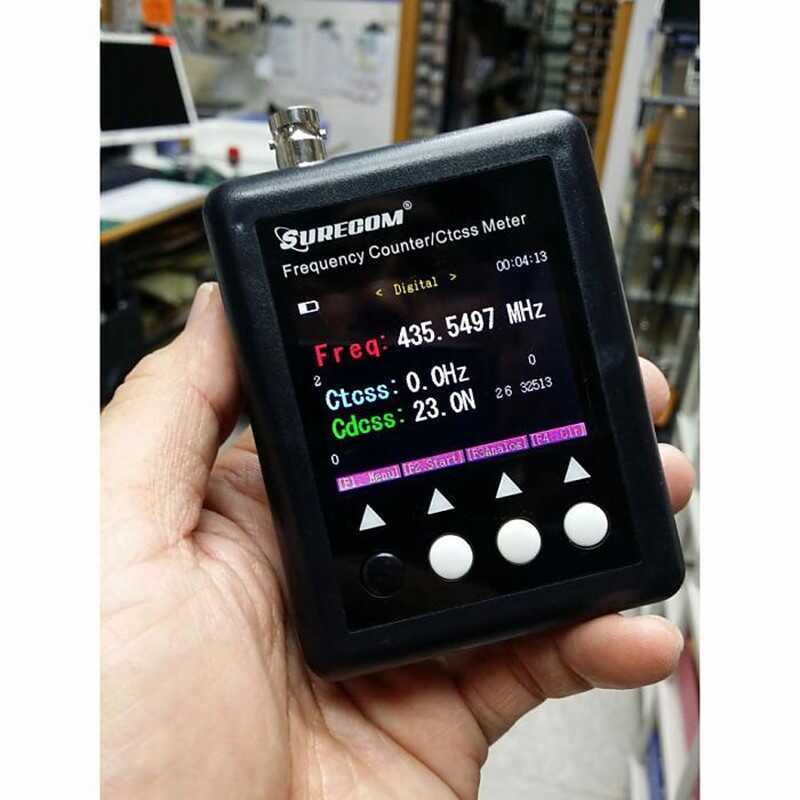 SURECOM®
Frequency Counter/Ctcss Meter
< Digital > 00:04:13
Freq: 435.5497 MHz
2
Ctcss: 0.0Hz 0
Cdcss: 23.0N 26 32513
0
[F1: Menu] [F2:Start] [F3Analog] [F4: Clr]